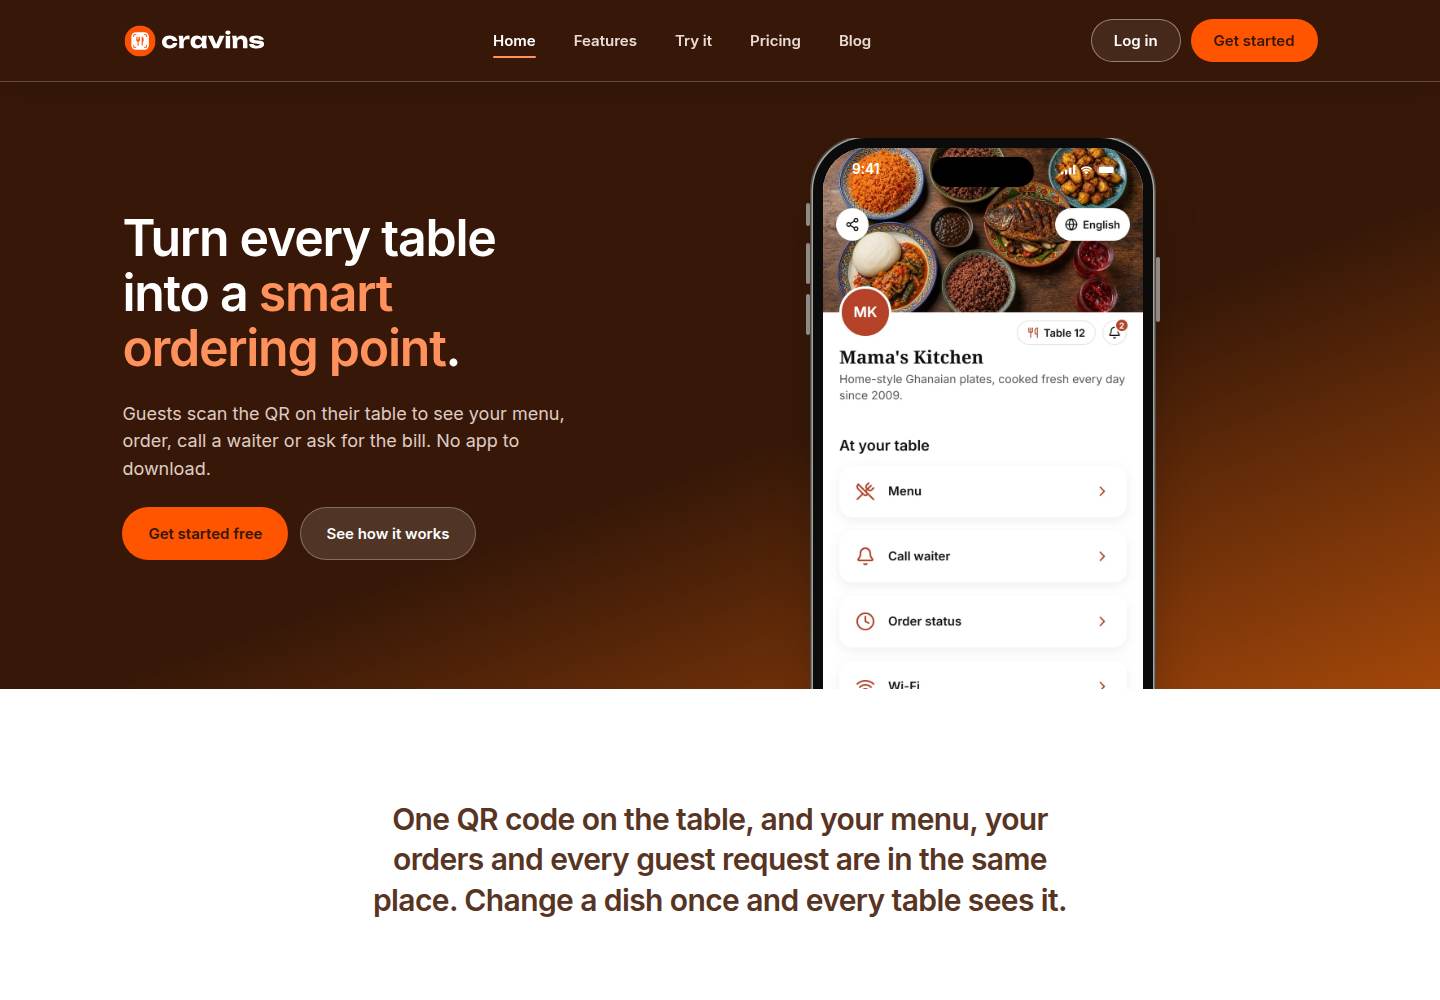 cravins
Home
Features
Try it
Pricing
Blog
Log in
Get started
Turn every table
into a smart
ordering point.
Guests scan the QR on their table to see your menu,
order, call a waiter or ask for the bill. No app to
download.
Get started free
See how it works
9:41
English
MK
Table 12
2
Mama's Kitchen
Home-style Ghanaian plates, cooked fresh every day
since 2009.
At your table
Menu
Call waiter
Order status
Wi-Fi
One QR code on the table, and your menu, your
orders and every guest request are in the same
place. Change a dish once and every table sees it.